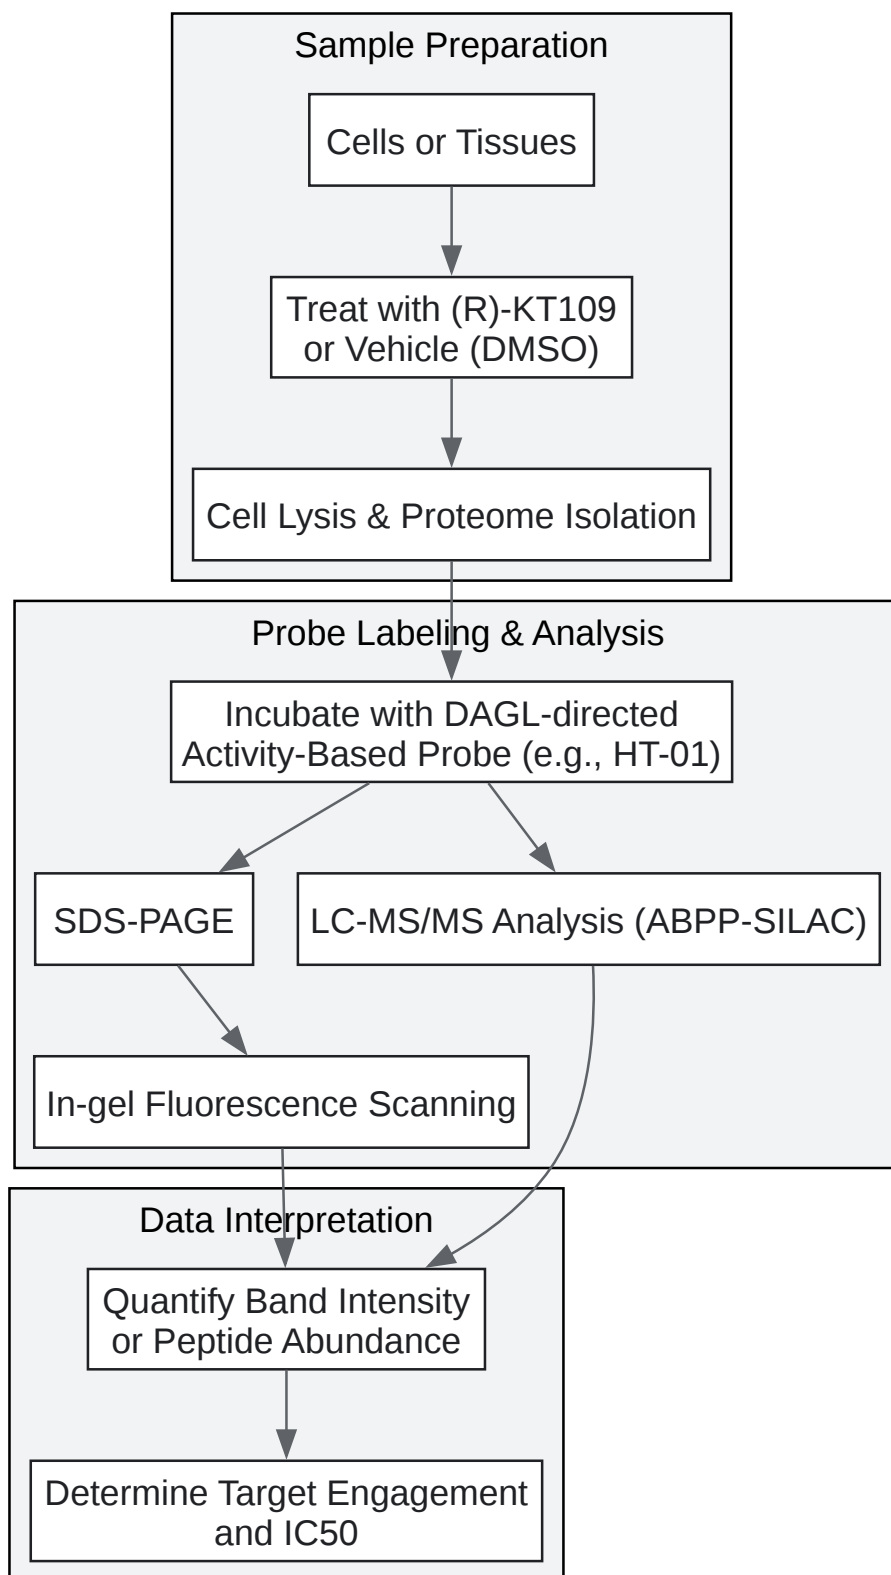 Sample Preparation
Cells or Tissues
Treat with (R)-KT109
or Vehicle (DMSO)
Cell Lysis & Proteome Isolation
Probe Labeling & Analysis
Incubate with DAGL-directed
Activity-Based Probe (e.g., HT-01)
SDS-PAGE
LC-MS/MS Analysis (ABPP-SILAC)
In-gel Fluorescence Scanning
Data Interpretation
Quantify Band Intensity
or Peptide Abundance
Determine Target Engagement
and IC50